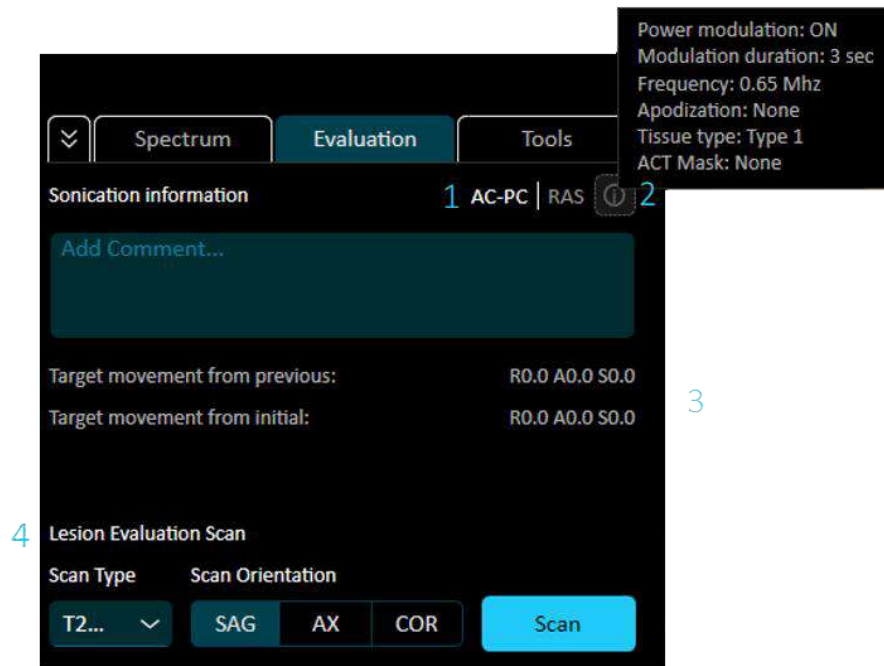 Power modulation: ON
Modulation duration: 3 sec
Frequency: 0.65 Mhz
Apodization: None
Tissue type: Type 1
ACT Mask: None
Spectrum Evaluation Tools
Sonication information 1 AC-PC | RAS 2
Add Comment...
Target movement from previous: R0.0 A0.0 S0.0
3
Target movement from initial: R0.0 A0.0 S0.0
4 Lesion Evaluation Scan
Scan Type Scan Orientation
T2... SAG AX COR Scan